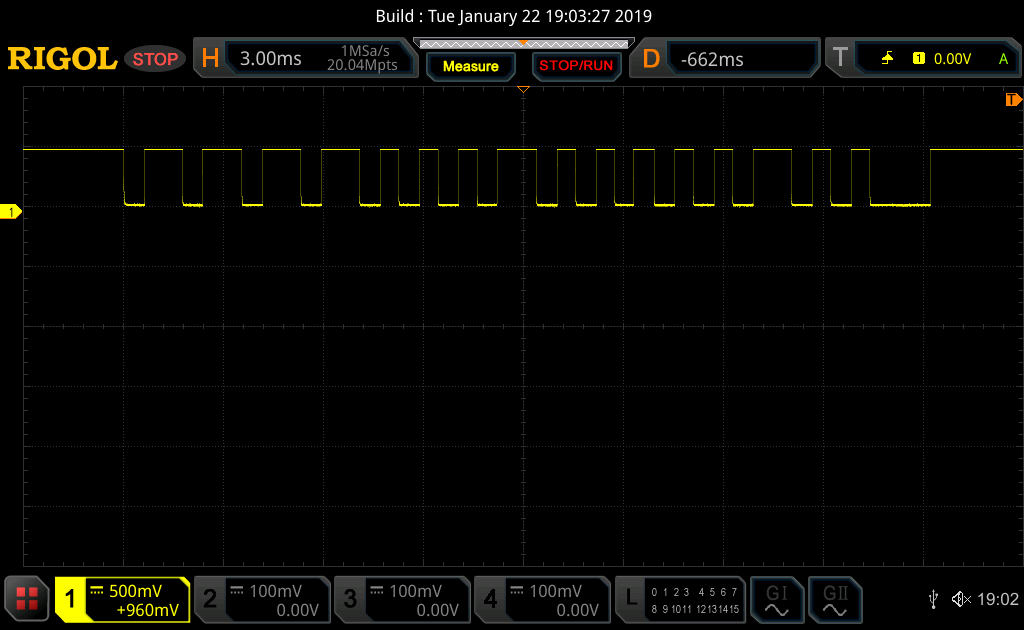 Build : Tue January 22 19:03:27 2019
RIGOL STOP H 3.00ms 1MSa/s 20.04Mpts Measure STOP/RUN D -662ms T 1 0.00V A
T
1
1 500mV +960mV 2 100mV 0.00V 3 100mV 0.00V 4 100mV 0.00V L 0 1 2 3 4 5 6 7 8 9 10 11 12 13 14 15 GI GII 19:02